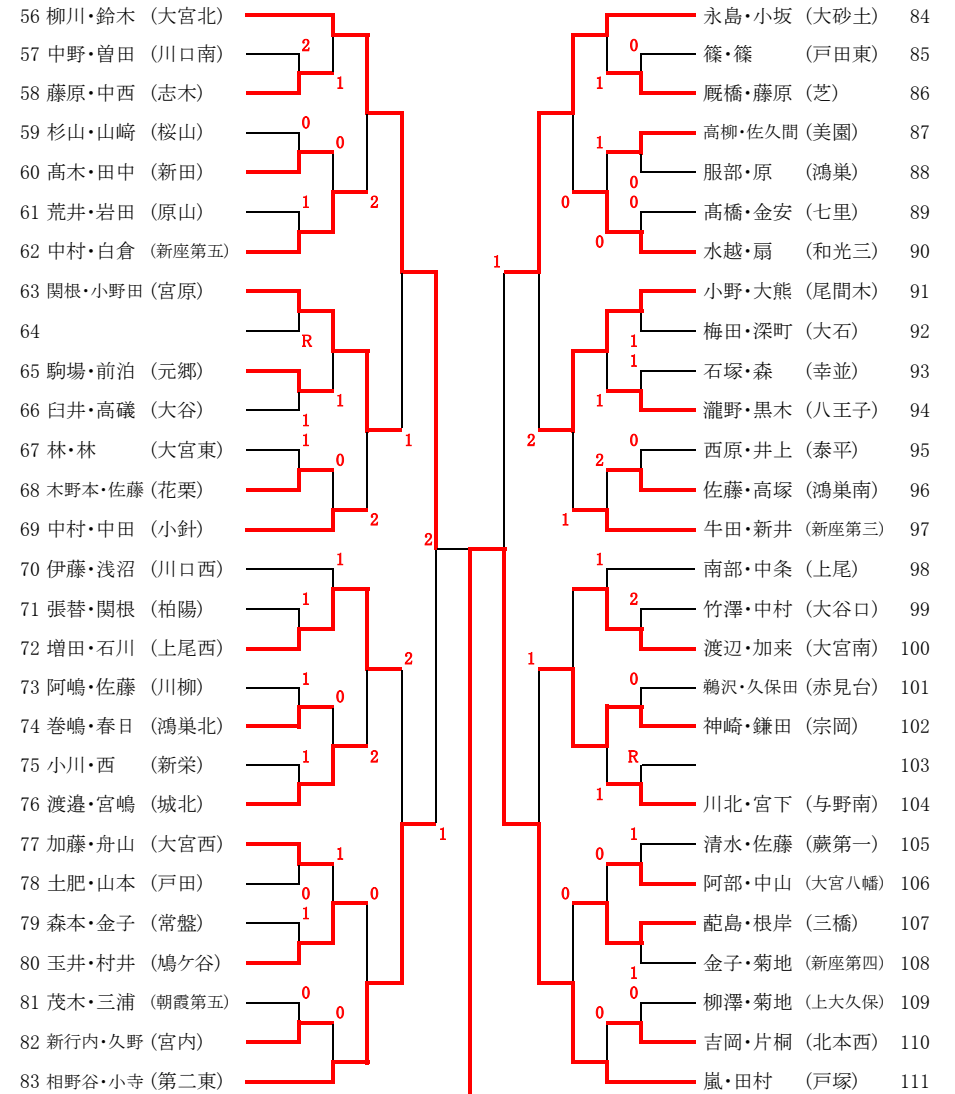 56 柳川・鈴木 (大宮北)
57 中野・曽田 (川口南)
2
58 藤原・中西 (志木)
1
59 杉山・山﨑 (桜山)
0
0
60 髙木・田中 (新田)
61 荒井・岩田 (原山)
1
2
62 中村・白倉 (新座第五)
63 関根・小野田 (宮原)
64
R
65 駒場・前泊 (元郷)
1
66 臼井・高礒 (大谷)
1
1
67 林・林 (大宮東)
1
0
68 木野本・佐藤 (花栗)
69 中村・中田 (小針)
2
2
70 伊藤・浅沼 (川口西)
1
71 張替・関根 (柏陽)
1
72 増田・石川 (上尾西)
2
73 阿嶋・佐藤 (川柳)
1
0
74 巻嶋・春日 (鴻巣北)
75 小川・西 (新栄)
1
2
76 渡邉・宮嶋 (城北)
1
77 加藤・舟山 (大宮西)
1
78 土肥・山本 (戸田)
0
0
79 森本・金子 (常盤)
1
80 玉井・村井 (鳩ケ谷)
81 茂木・三浦 (朝霞第五)
0
0
82 新行内・久野 (宮内)
83 相野谷・小寺 (第二東)
永島・小坂 (大砂土) 84
0
篠・篠 (戸田東) 85
1
厩橋・藤原 (芝) 86
1
高柳・佐久間 (美園) 87
0
服部・原 (鴻巣) 88
0
0
髙橋・金安 (七里) 89
0
水越・扇 (和光三) 90
1
小野・大熊 (尾間木) 91
1
梅田・深町 (大石) 92
1
石塚・森 (幸並) 93
1
瀧野・黒木 (八王子) 94
2
0
西原・井上 (泰平) 95
2
佐藤・高塚 (鴻巣南) 96
1
牛田・新井 (新座第三) 97
1
南部・中条 (上尾) 98
2
竹澤・中村 (大谷口) 99
渡辺・加来 (大宮南) 100
1
0
鵜沢・久保田 (赤見台) 101
神崎・鎌田 (宗岡) 102
R
103
1
川北・宮下 (与野南) 104
1
清水・佐藤 (蕨第一) 105
0
阿部・中山 (大宮八幡) 106
0
蓜島・根岸 (三橋) 107
1
金子・菊地 (新座第四) 108
0
柳澤・菊地 (上大久保) 109
0
吉岡・片桐 (北本西) 110
嵐・田村 (戸塚) 111